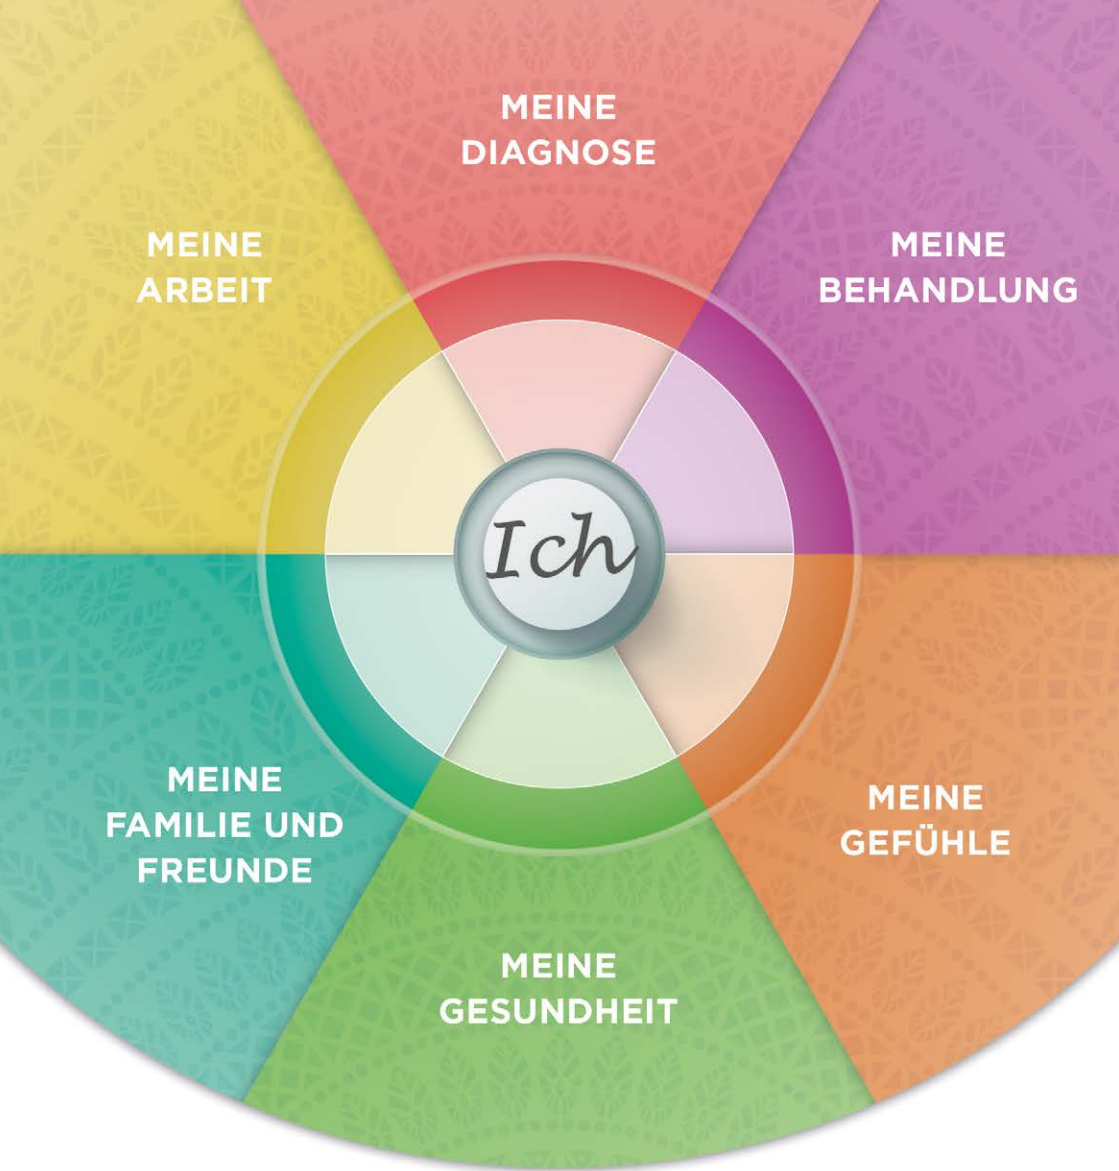 MEINE
DIAGNOSE
MEINE
ARBEIT
MEINE
BEHANDLUNG
Ich
MEINE
FAMILIE UND
FREUNDE
MEINE
GEFÜHLE
MEINE
GESUNDHEIT